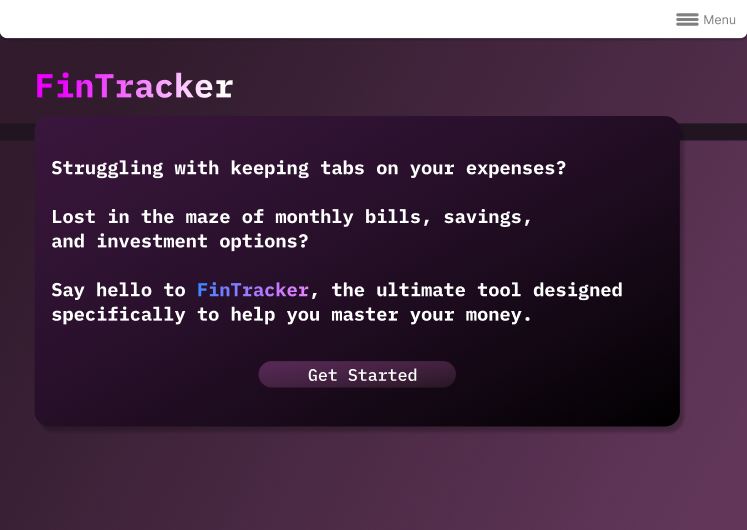 Menu
FinTracker
Struggling with keeping tabs on your expenses?
Lost in the maze of monthly bills, savings,
and investment options?
Say hello to FinTracker, the ultimate tool designed
specifically to help you master your money.
Get Started